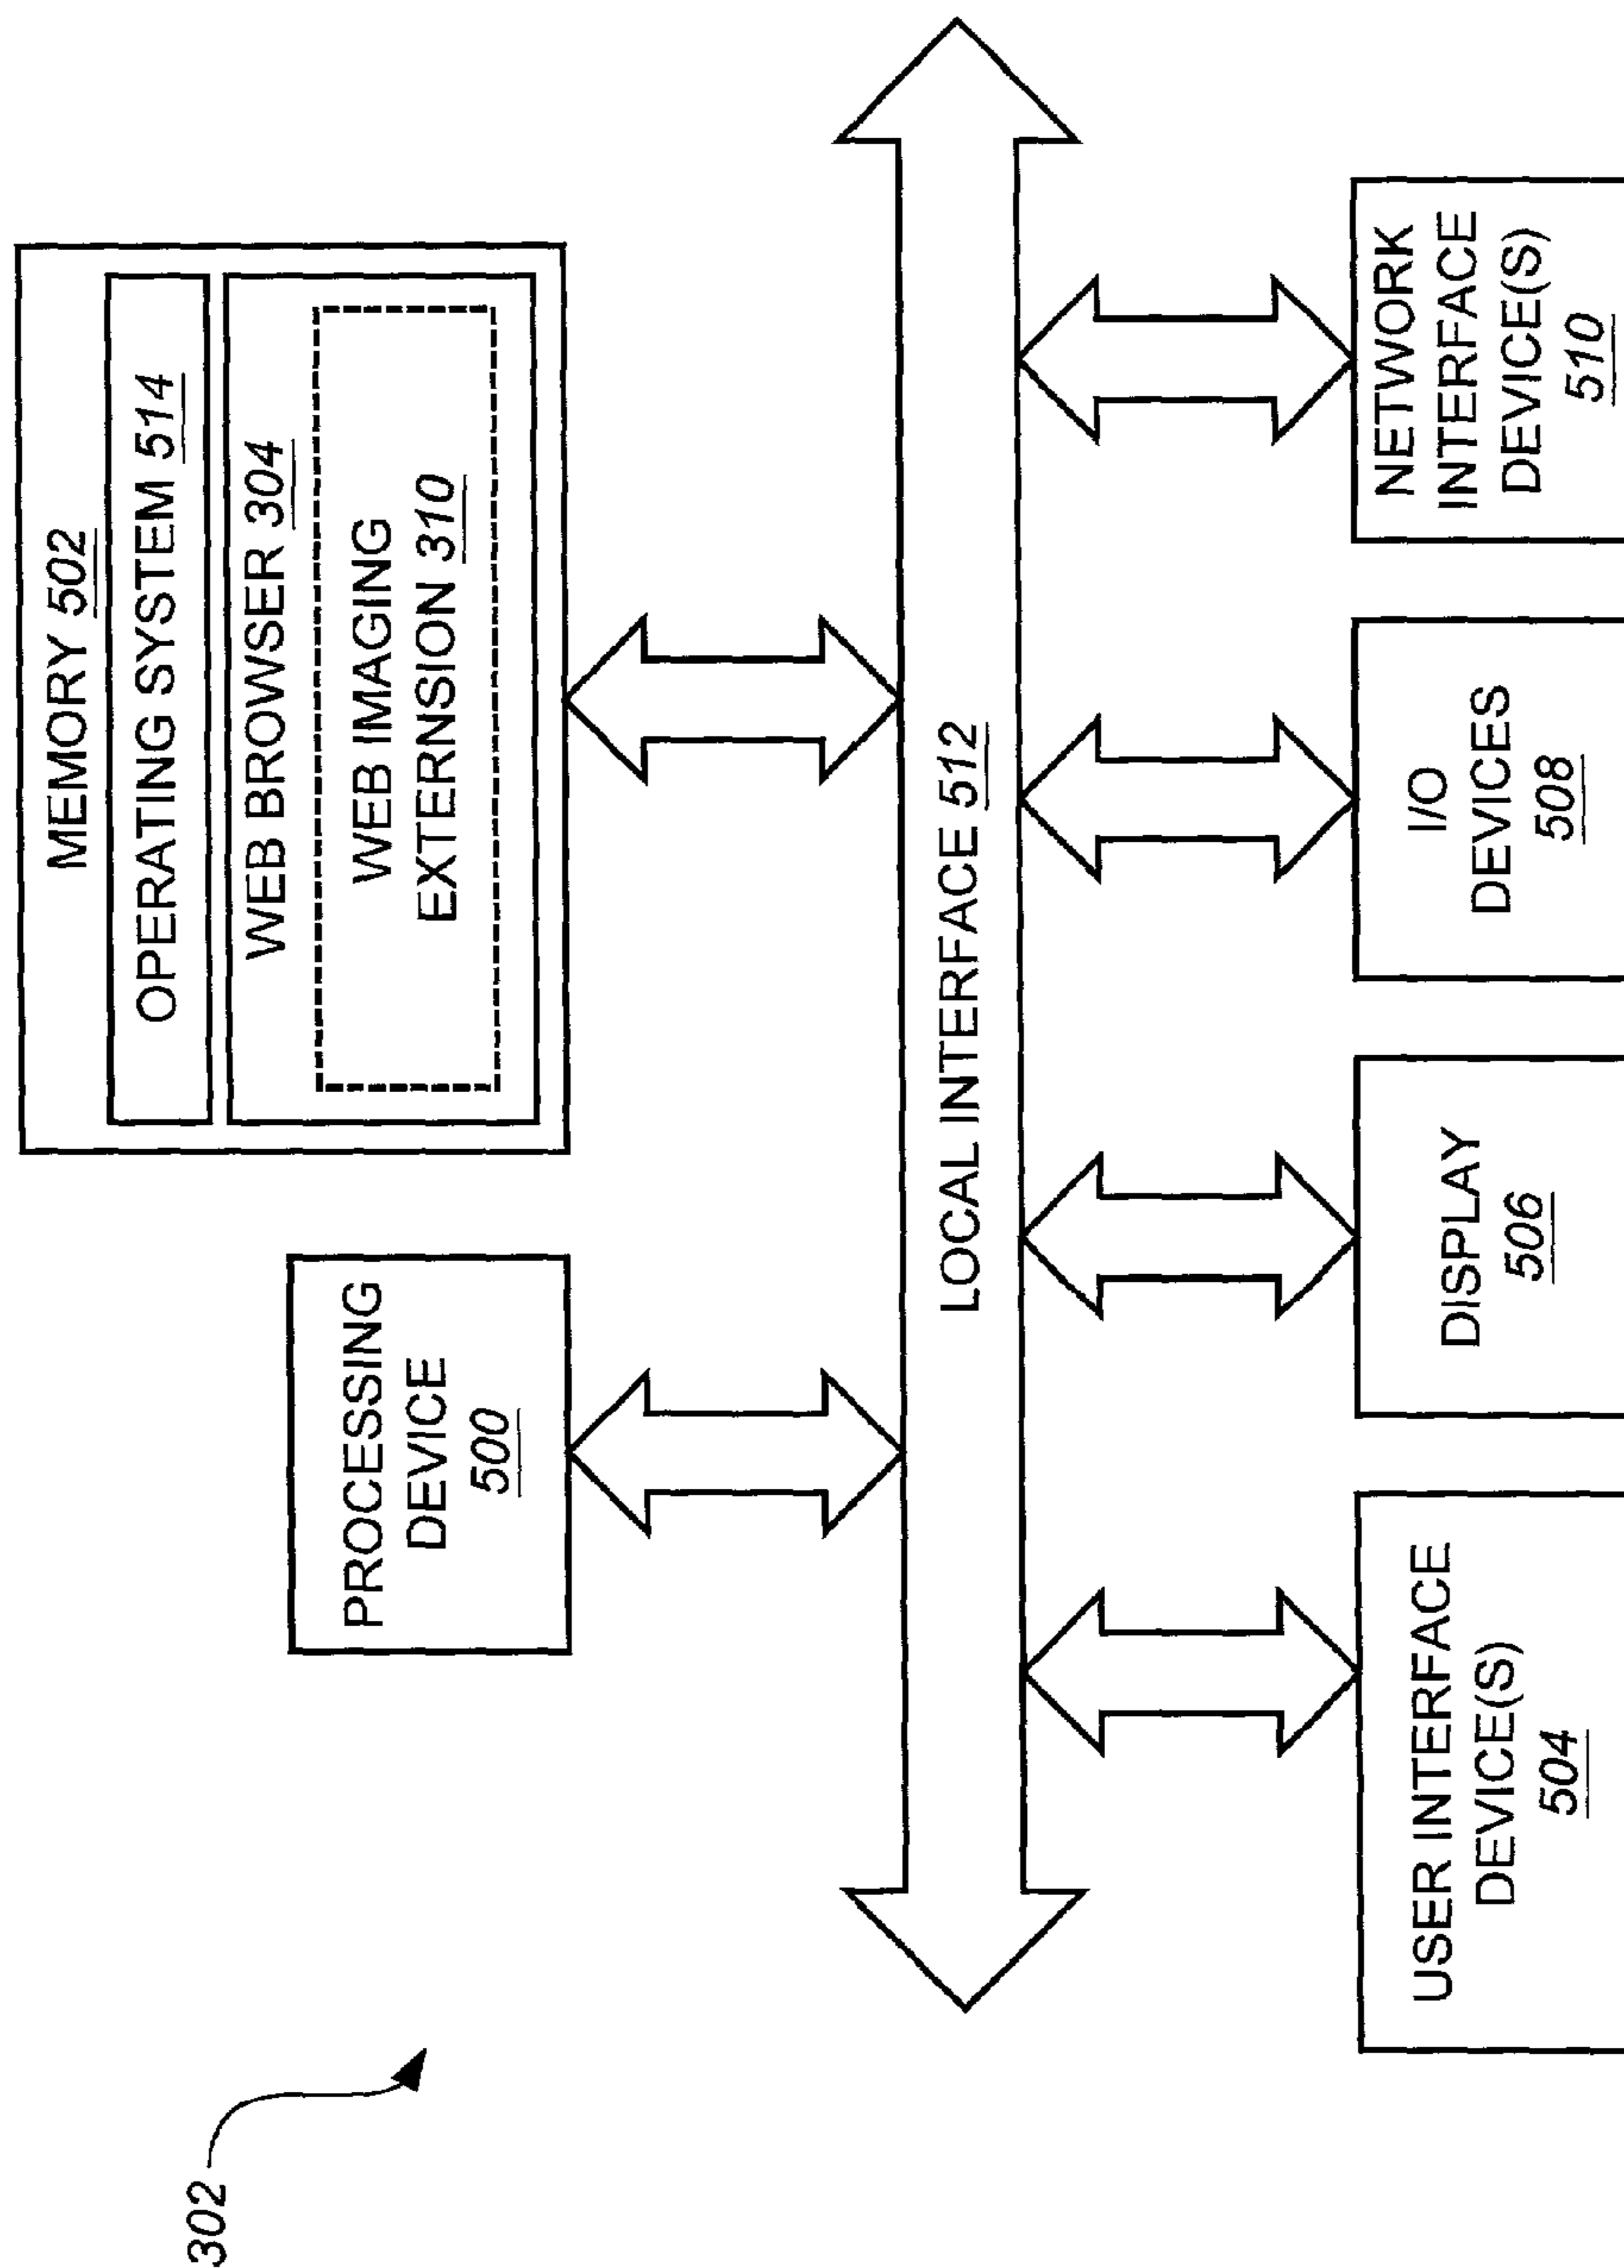 302
PROCESSING
DEVICE
500
MEMORY 502
OPERATING SYSTEM 514
WEB BROWSER 304
WEB IMAGING
EXTERNSION 310
LOCAL INTERFACE 512
USER INTERFACE
DEVICE(S)
504
DISPLAY
506
I/O
DEVICES
508
NETWORK
INTERFACE
DEVICE(S)
510